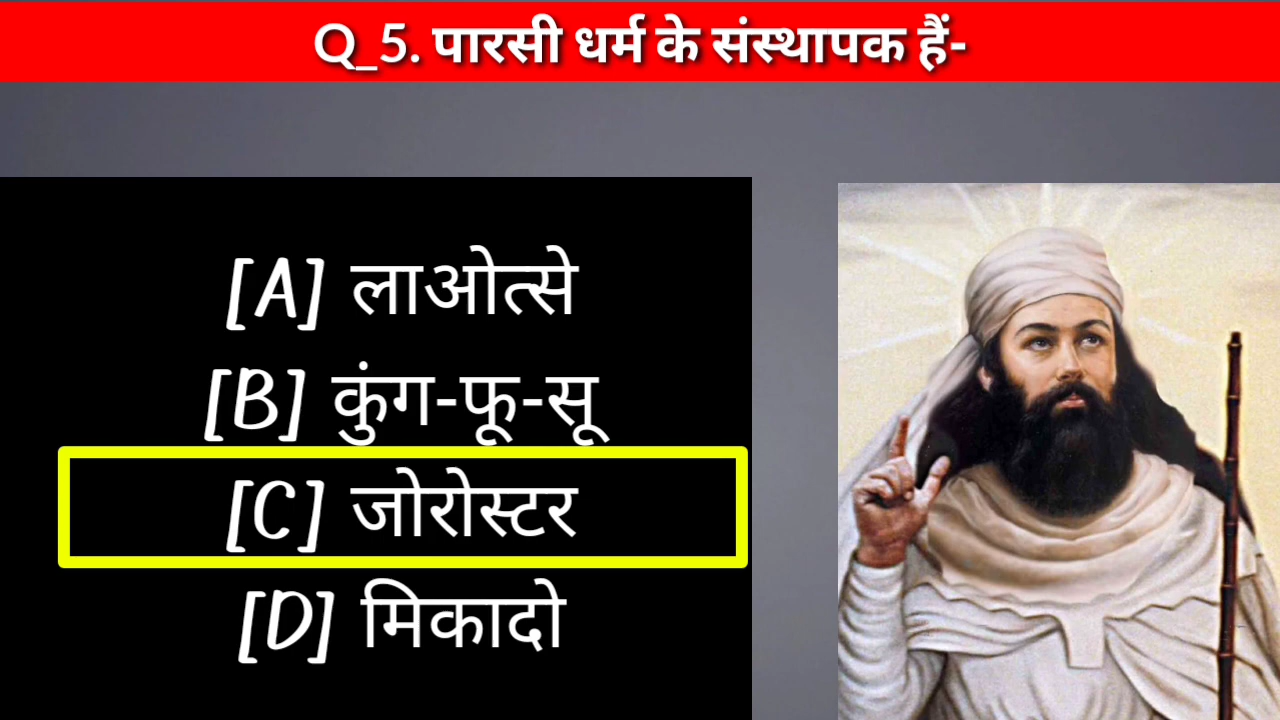 Q_5. पारसी धर्म के संस्थापक हैं-
[A] लाओत्से
[B] कुंग-फू-सू
[C] जोरोस्टर
[D] मिकादो